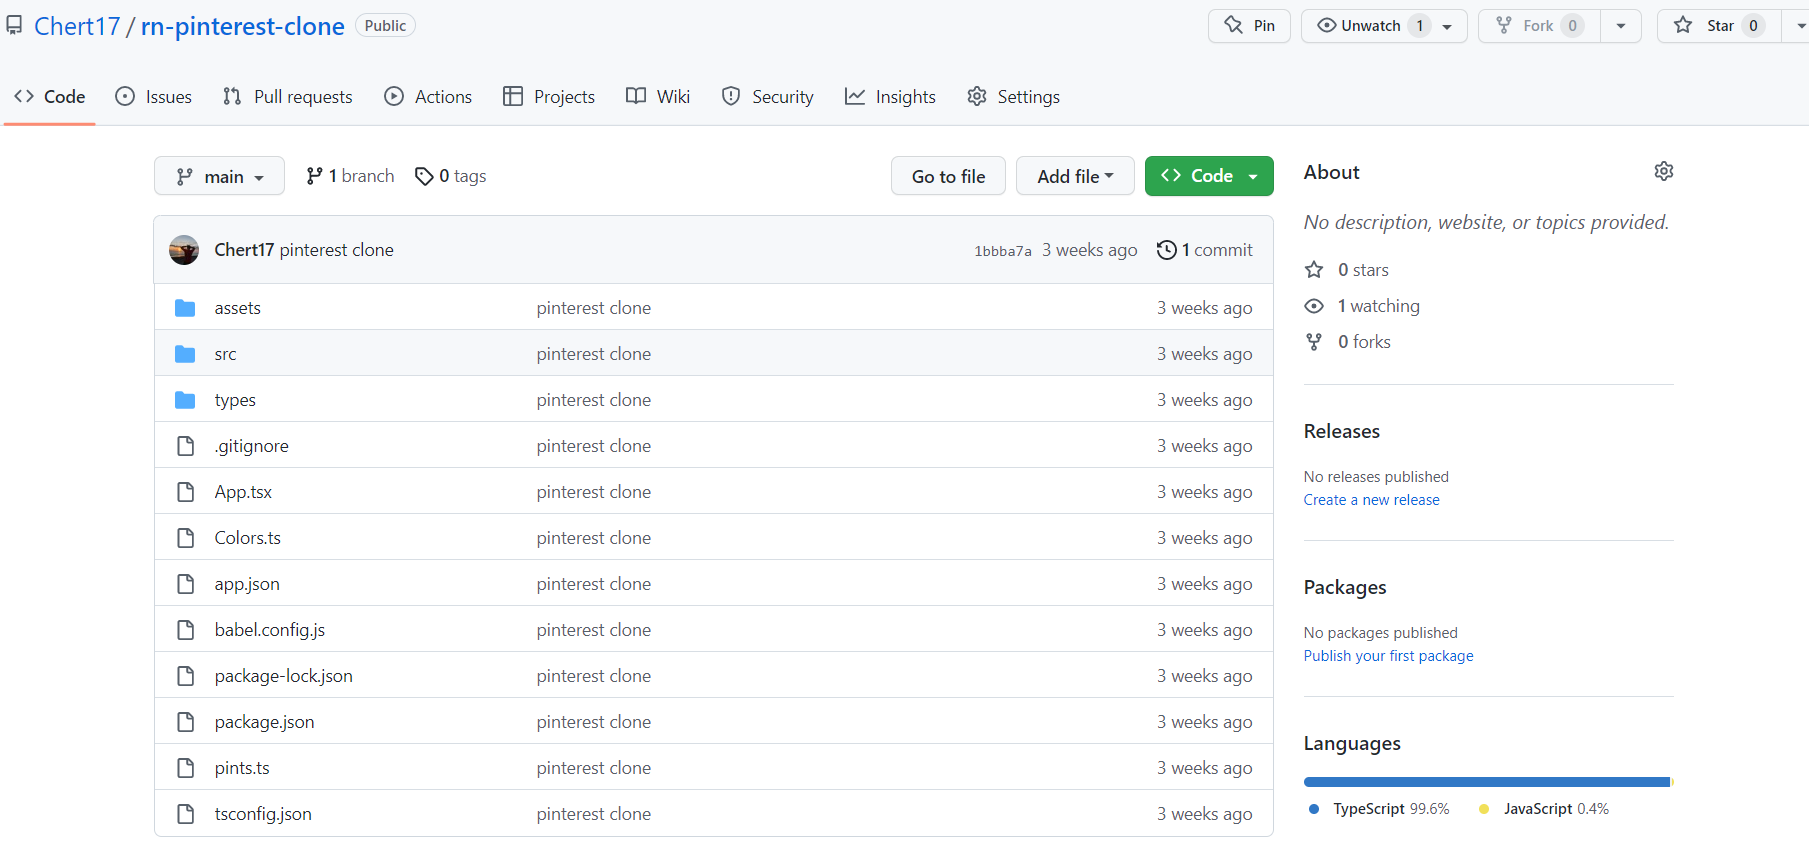 Chert17 / rn-pinterest-clone Public Pin Unwatch 1 Fork 0 Star 0
Code Issues Pull requests Actions Projects Wiki Insights Security Settings
main 1 branch 0 tags Go to file Add file Code
Chert17 pinterest clone 1bbba7a 3 weeks ago 1 commit
assets pinterest clone 3 weeks ago
src pinterest clone 3 weeks ago
types pinterest clone 3 weeks ago
.gitignore pinterest clone 3 weeks ago
App.tsx pinterest clone 3 weeks ago
Colors.ts pinterest clone 3 weeks ago
app.json pinterest clone 3 weeks ago
babel.config.js pinterest clone 3 weeks ago
package-lock.json pinterest clone 3 weeks ago
package.json pinterest clone 3 weeks ago
pints.ts pinterest clone 3 weeks ago
tsconfig.json pinterest clone 3 weeks ago
About
No description, website, or topics provided.
0 stars
1 watching
0 forks
Releases
No releases published
Create a new release
Packages
No packages published
Publish your first package
Languages
TypeScript 99.6% JavaScript 0.4%